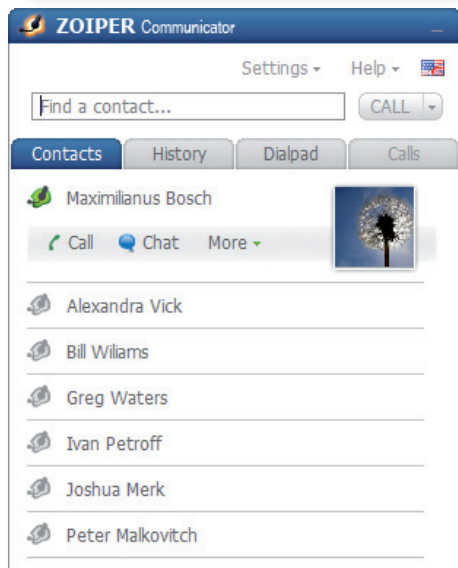 ZOIPER Communicator
Settings Help
Find a contact... CALL
Contacts History Dialpad Calls
Maximilianus Bosch
Call Chat More
Alexandra Vick
Bill Wiliams
Greg Waters
Ivan Petroff
Joshua Merk
Peter Malkovitch